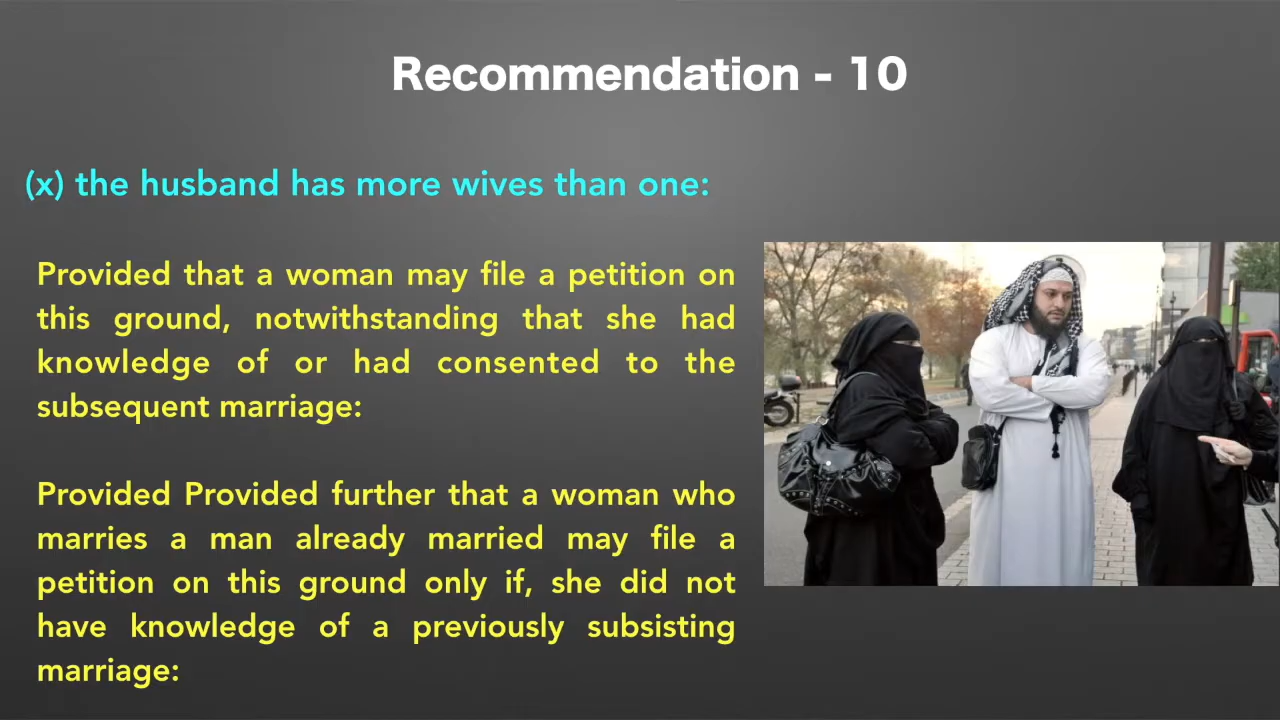 Recommendation - 10
(x) the husband has more wives than one:
Provided that a woman may file a petition on
this ground, notwithstanding that she had
knowledge of or had consented to the
subsequent marriage:
Provided Provided further that a woman who
marries a man already married may file a
petition on this ground only if, she did not
have knowledge of a previously subsisting
marriage: